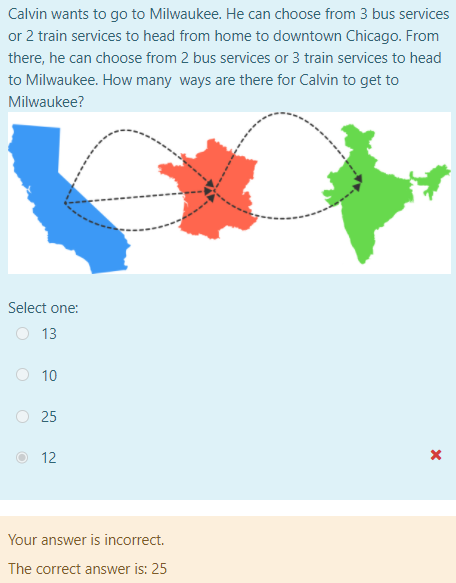 Calvin wants to go to Milwaukee. He can choose from 3 bus services
or 2 train services to head from home to downtown Chicago. From
there, he can choose from 2 bus services or 3 train services to head
to Milwaukee. How many ways are there for Calvin to get to
Milwaukee?
Select one:
13
10
25
12
Your answer is incorrect.
The correct answer is: 25